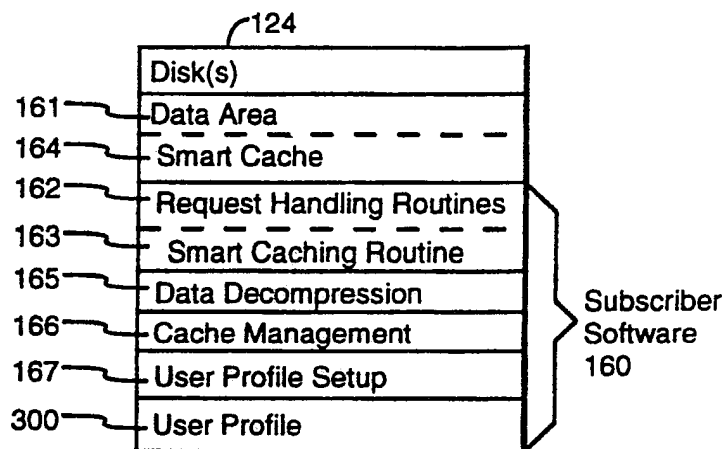 124
Disk(s)
161 Data Area
164 Smart Cache
162 Request Handling Routines
163 Smart Caching Routine
165 Data Decompression
166 Cache Management
167 User Profile Setup
300 User Profile
Subscriber
Software
160